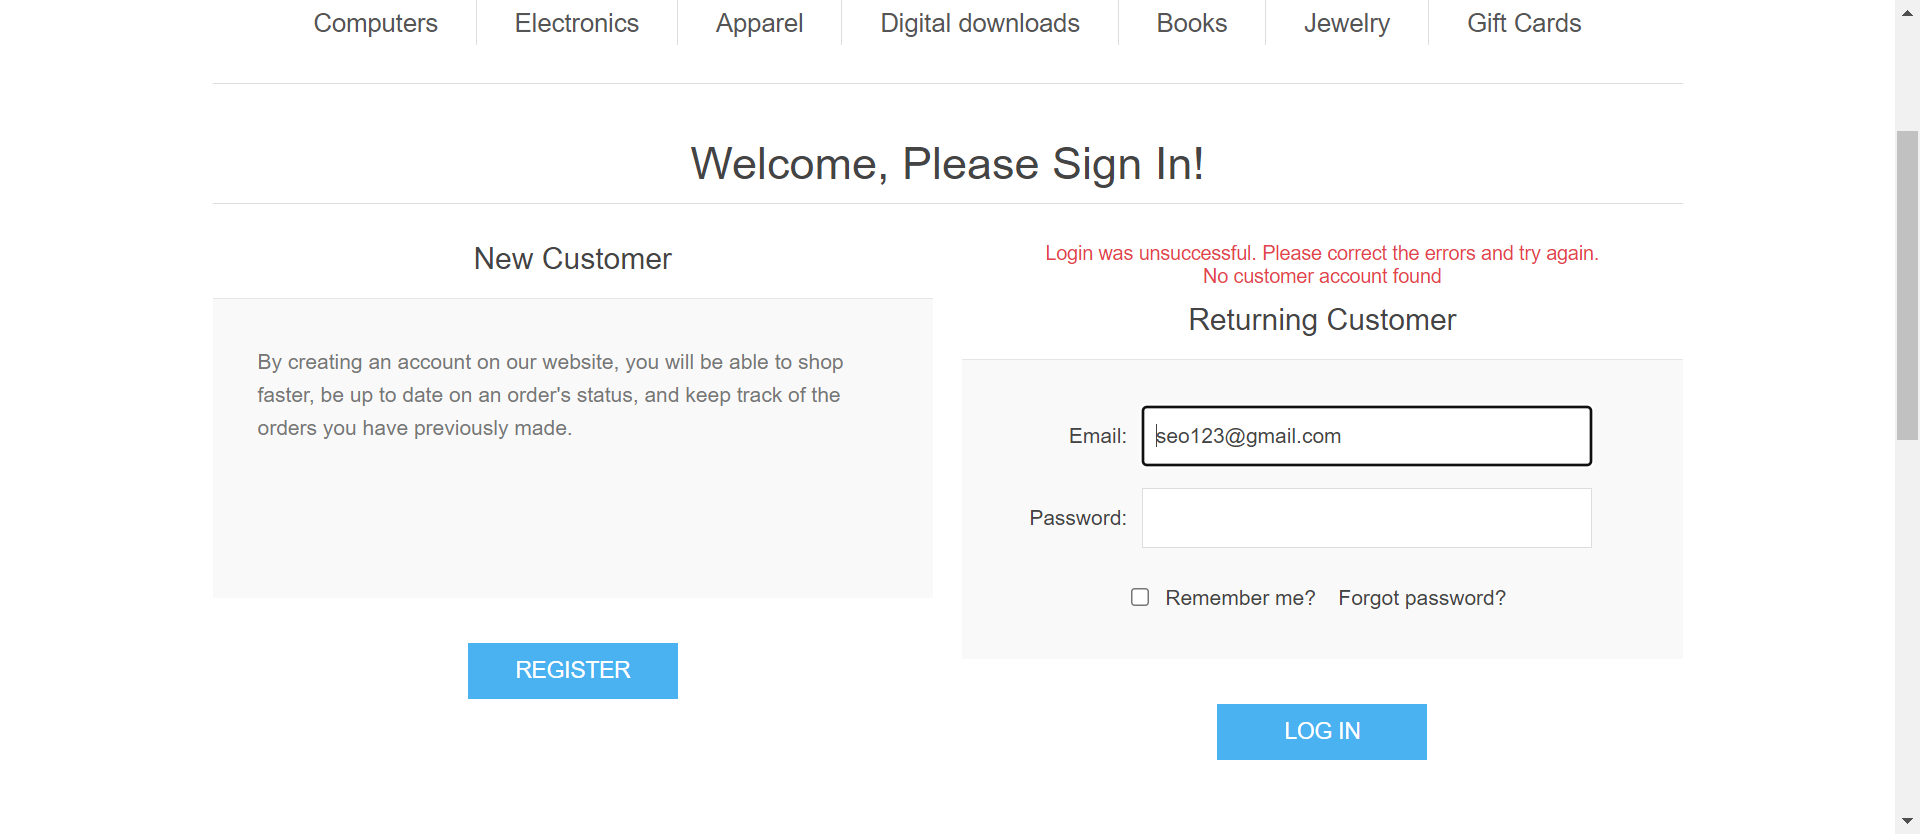 Computers Electronics Apparel Digital downloads Books Jewelry Gift Cards
Welcome, Please Sign In!
New Customer
By creating an account on our website, you will be able to shop
faster, be up to date on an order's status, and keep track of the
orders you have previously made.
REGISTER
Login was unsuccessful. Please correct the errors and try again.
No customer account found
Returning Customer
Email: seo123@gmail.com
Password:
Remember me? Forgot password?
LOG IN